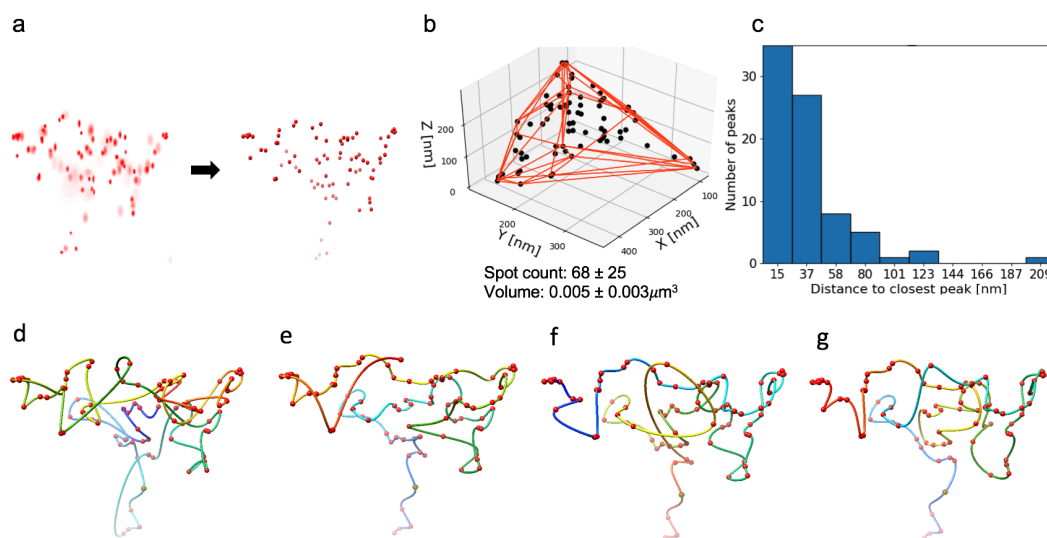 a
b
c
Z [nm]
200
100
0
Y [nm]
200
300
X [nm]
100
200
300
400
Spot count: 68 ± 25
Volume: 0.005 ± 0.003μm³
Number of peaks
30
20
10
0
15 37 58 80 101 123 144 166 187 209
Distance to closest peak [nm]
d
e
f
g